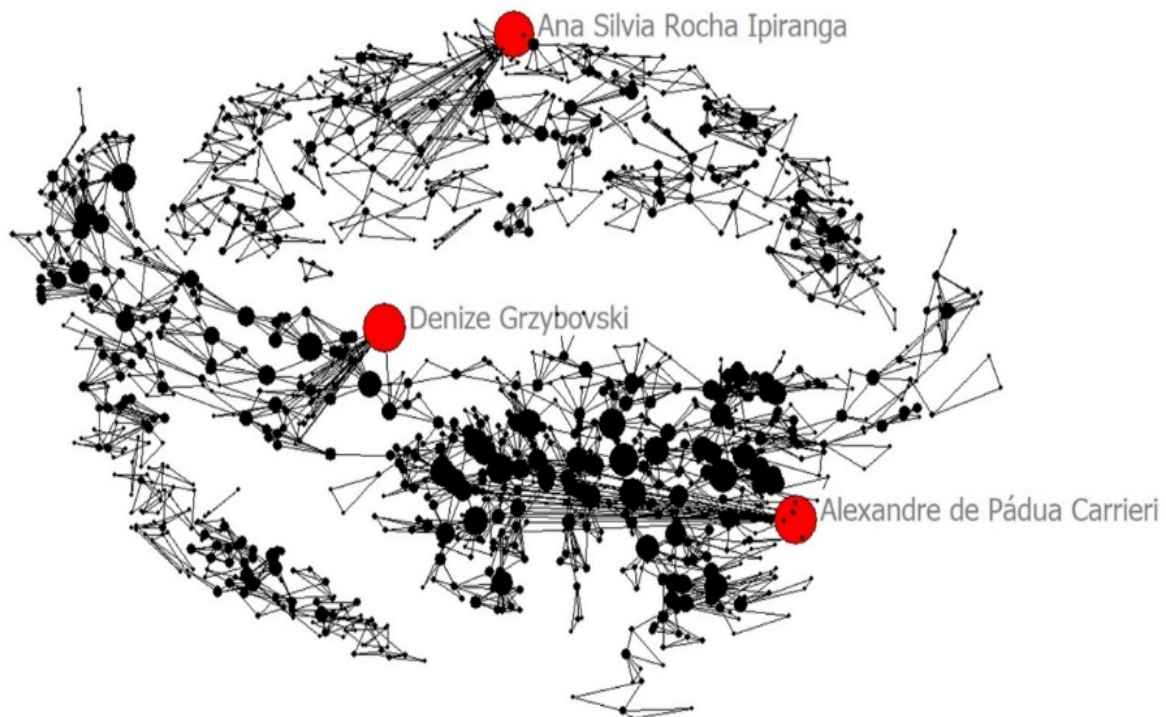 Ana Silvia Rocha Ipiranga
Denize Grzybovski
Alexandre de Pádua Carrieri